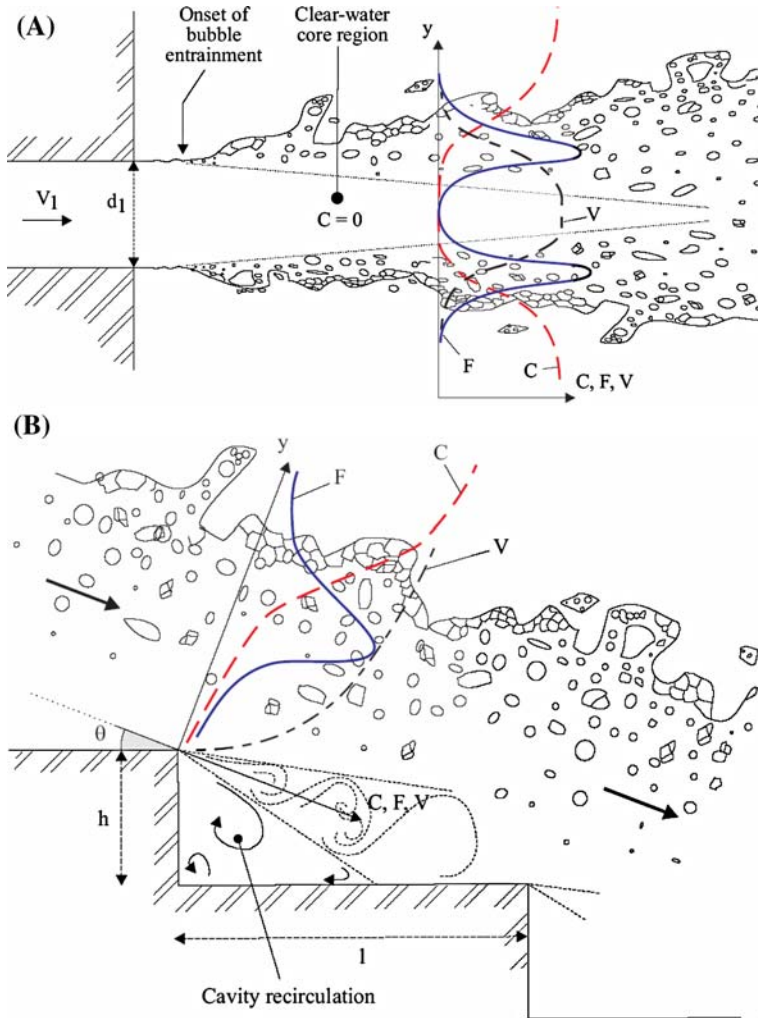 (A)
Onset of
bubble
entrainment
Clear-water
core region
y
V1
d1
C = 0
V
F
C
C, F, V
(B)
y
F
C
V
θ
h
C, F, V
l
Cavity recirculation